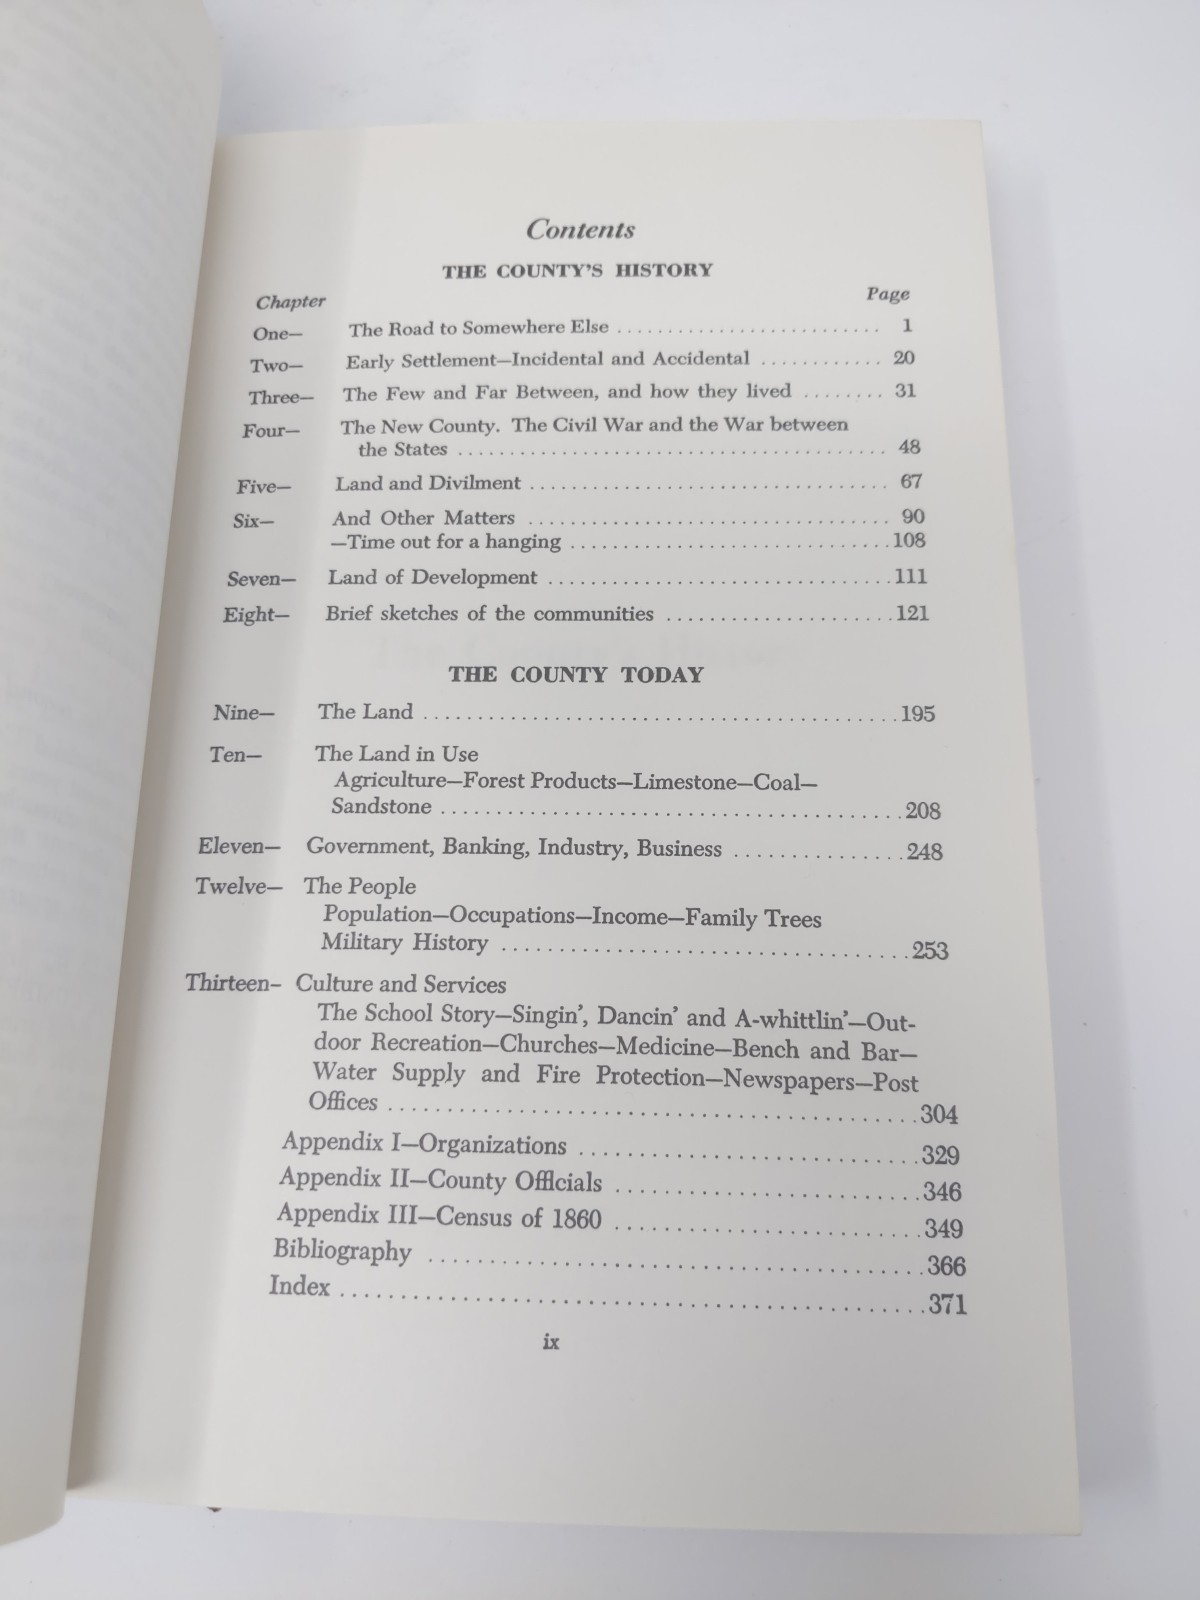 Contents
THE COUNTY'S HISTORY
Chapter Page
One— The Road to Somewhere Else . . . . . . . . . . . . . . . . . . . . . . . . . . 1
Two— Early Settlement—Incidental and Accidental . . . . . . . . . . . . 20
Three— The Few and Far Between, and how they lived . . . . . . . . 31
Four— The New County. The Civil War and the War between
the States . . . . . . . . . . . . . . . . . . . . . . . . . . . . . . . . . . . . . . . . 48
Five— Land and Divilment . . . . . . . . . . . . . . . . . . . . . . . . . . . . . . . . . 67
Six— And Other Matters . . . . . . . . . . . . . . . . . . . . . . . . . . . . . . . . . 90
—Time out for a hanging . . . . . . . . . . . . . . . . . . . . . . . . . . . . . .108
Seven— Land of Development . . . . . . . . . . . . . . . . . . . . . . . . . . . . . . . .111
Eight— Brief sketches of the communities . . . . . . . . . . . . . . . . . . . . .121
THE COUNTY TODAY
Nine— The Land . . . . . . . . . . . . . . . . . . . . . . . . . . . . . . . . . . . . . . . . .195
Ten— The Land in Use
Agriculture—Forest Products—Limestone—Coal—
Sandstone . . . . . . . . . . . . . . . . . . . . . . . . . . . . . . . . . . . . . . .208
Eleven— Government, Banking, Industry, Business . . . . . . . . . . . . . . .248
Twelve— The People
Population—Occupations—Income—Family Trees
Military History . . . . . . . . . . . . . . . . . . . . . . . . . . . . . . . . . .253
Thirteen— Culture and Services
The School Story—Singin', Dancin' and A-whittlin'—Out-
door Recreation—Churches—Medicine—Bench and Bar—
Water Supply and Fire Protection—Newspapers—Post
Offices . . . . . . . . . . . . . . . . . . . . . . . . . . . . . . . . . . . . . . . . . . .304
Appendix I—Organizations . . . . . . . . . . . . . . . . . . . . . . . . . . . .329
Appendix II—County Officials . . . . . . . . . . . . . . . . . . . . . . . . .346
Appendix III—Census of 1860 . . . . . . . . . . . . . . . . . . . . . . . . .349
Bibliography . . . . . . . . . . . . . . . . . . . . . . . . . . . . . . . . . . . . . . . .366
Index . . . . . . . . . . . . . . . . . . . . . . . . . . . . . . . . . . . . . . . . . . . . . . .371
ix